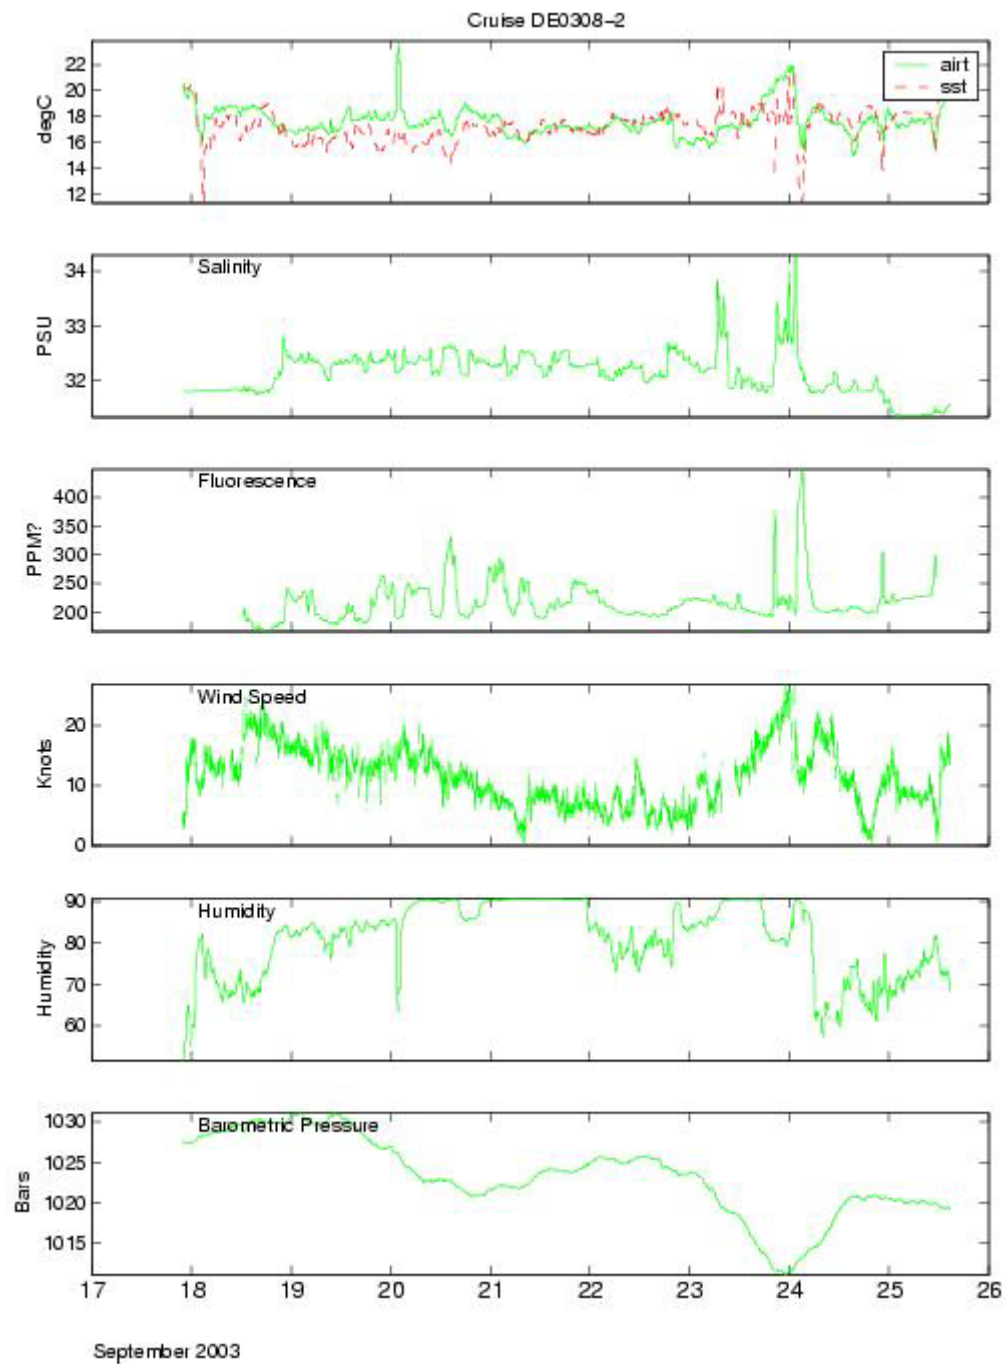 Cruise DE0308-2
22
20
18
16
14
12
degC
airt
sst
Salinity
34
33
32
PSU
Fluorescence
400
350
300
250
200
PPM?
Wind Speed
20
10
0
Knots
Humidity
90
80
70
60
Humidity
Barometric Pressure
1030
1025
1020
1015
Bars
17 18 19 20 21 22 23 24 25 26
September 2003